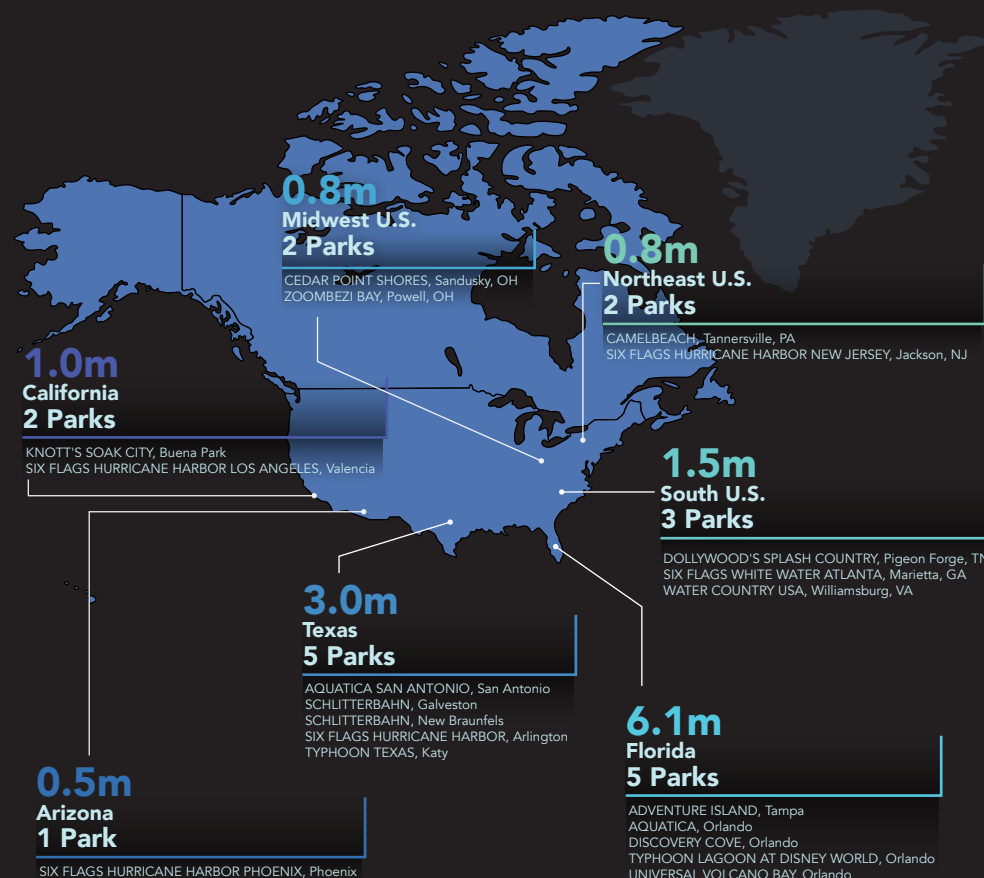 0.8m
Midwest U.S.
2 Parks
CEDAR POINT SHORES, Sandusky, OH
ZOOMBEZI BAY, Powell, OH
0.8m
Northeast U.S.
2 Parks
CAMELBEACH, Tannersville, PA
SIX FLAGS HURRICANE HARBOR NEW JERSEY, Jackson, NJ
1.0m
California
2 Parks
KNOTT'S SOAK CITY, Buena Park
SIX FLAGS HURRICANE HARBOR LOS ANGELES, Valencia
1.5m
South U.S.
3 Parks
DOLLYWOOD'S SPLASH COUNTRY, Pigeon Forge, TN
SIX FLAGS WHITE WATER ATLANTA, Marietta, GA
WATER COUNTRY USA, Williamsburg, VA
3.0m
Texas
5 Parks
AQUATICA SAN ANTONIO, San Antonio
SCHLITTERBAHN, Galveston
SCHLITTERBAHN, New Braunfels
SIX FLAGS HURRICANE HARBOR, Arlington
TYPHOON TEXAS, Katy
6.1m
Florida
5 Parks
ADVENTURE ISLAND, Tampa
AQUATICA, Orlando
DISCOVERY COVE, Orlando
TYPHOON LAGOON AT DISNEY WORLD, Orlando
UNIVERSAL VOLCANO BAY, Orlando
0.5m
Arizona
1 Park
SIX FLAGS HURRICANE HARBOR PHOENIX, Phoenix